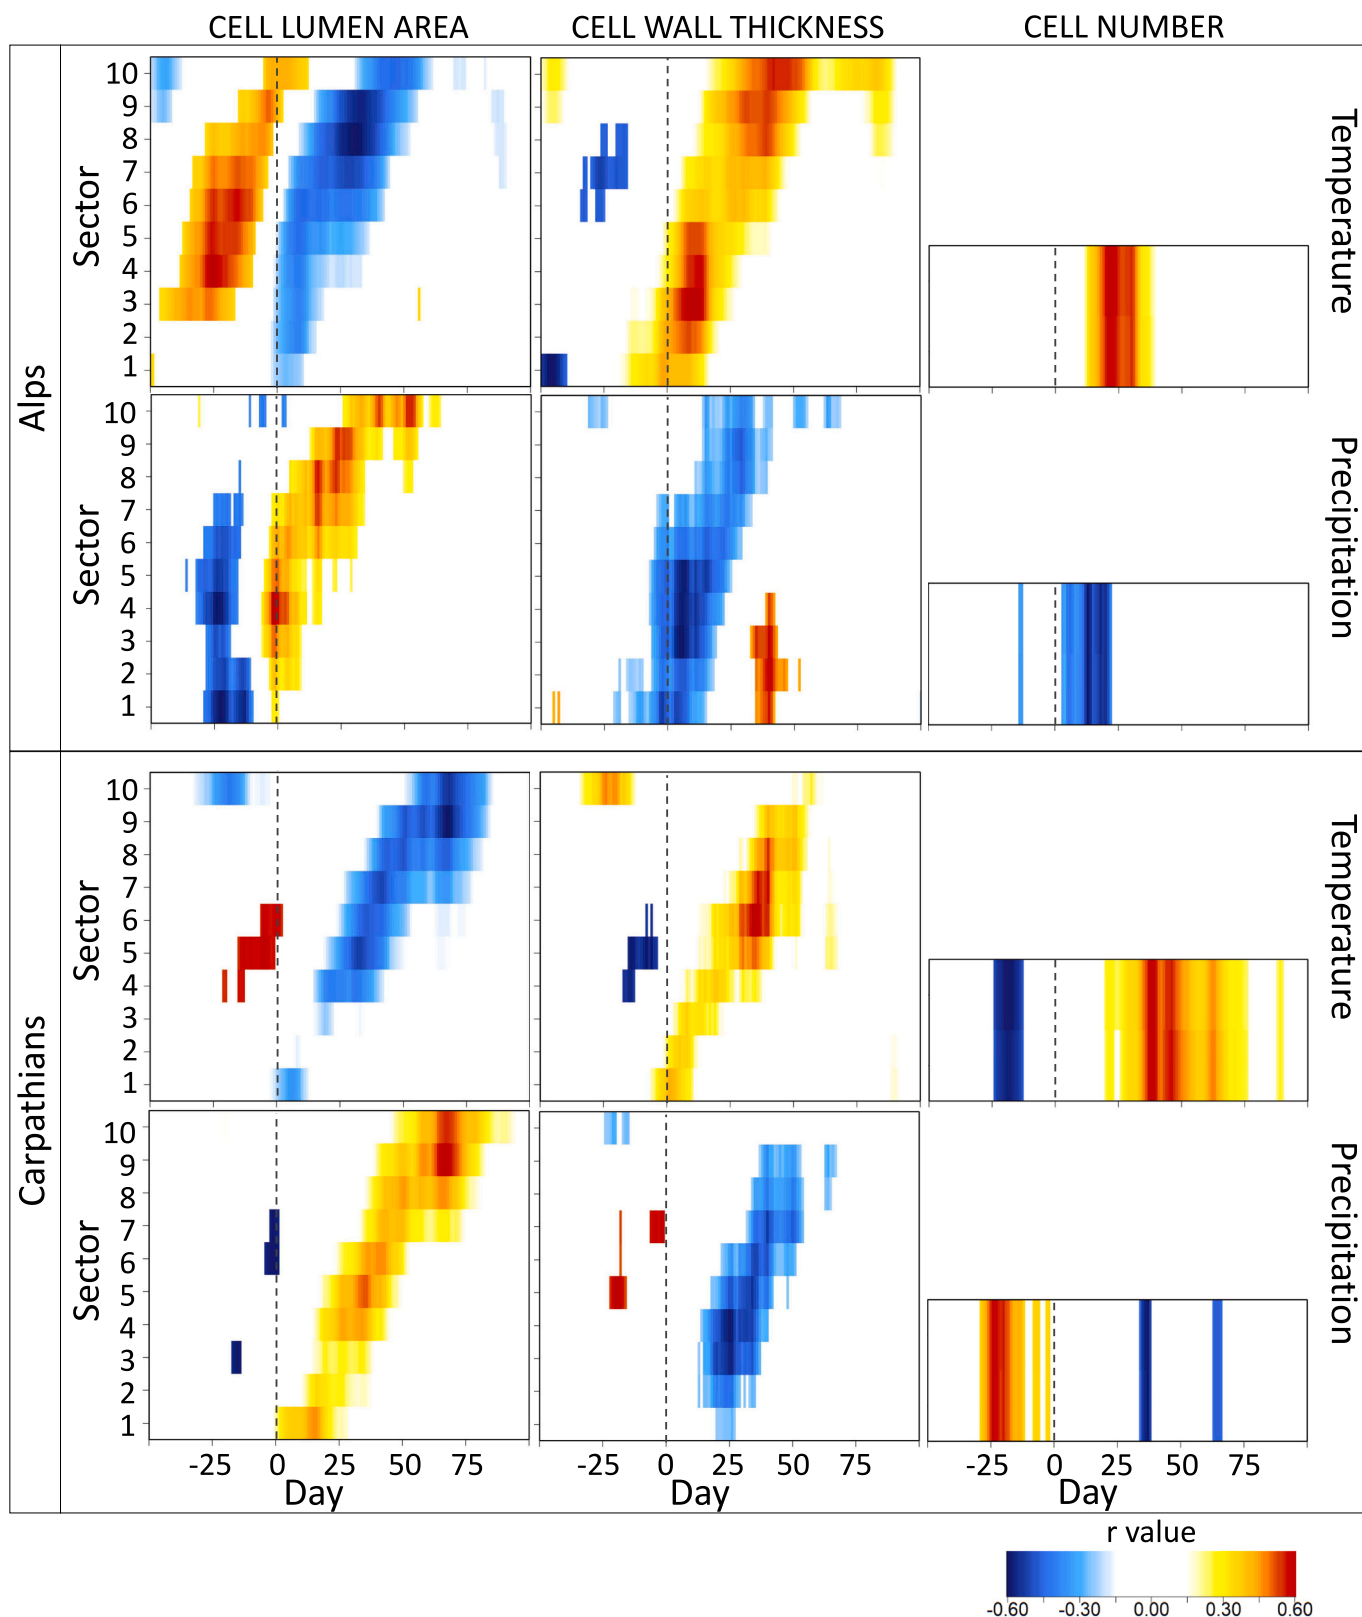 CELL LUMEN AREA CELL WALL THICKNESS CELL NUMBER
Alps
Sector
10
9
8
7
6
5
4
3
2
1
Temperature
Sector
10
9
8
7
6
5
4
3
2
1
Precipitation
Carpathians
Sector
10
9
8
7
6
5
4
3
2
1
Temperature
Sector
10
9
8
7
6
5
4
3
2
1
Precipitation
-25 0 25 50 75 -25 0 25 50 75 -25 0 25 50 75
Day Day Day
r value
-0.60 -0.30 0.00 0.30 0.60